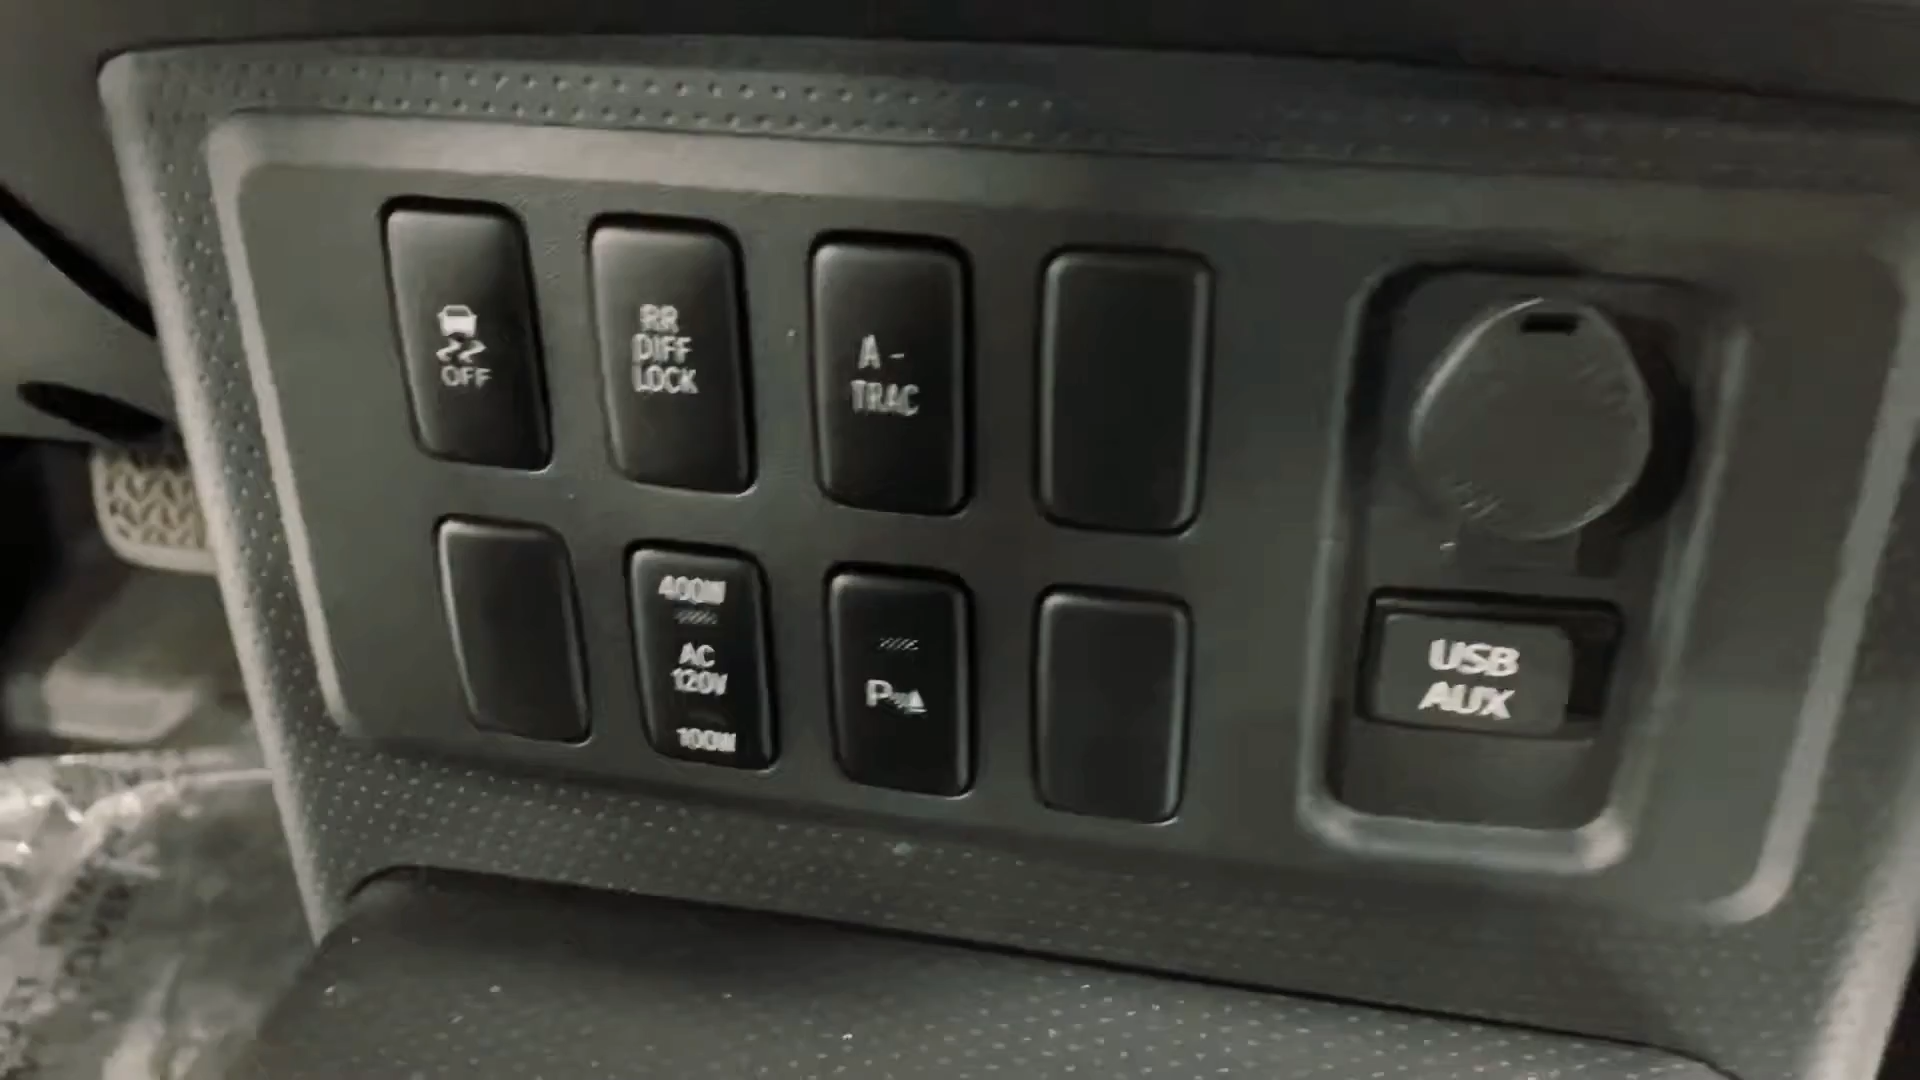 OFF
RR
DIFF
LOCK
A -
TRAC
400W
AC
120V
100W
P
USB
AUX